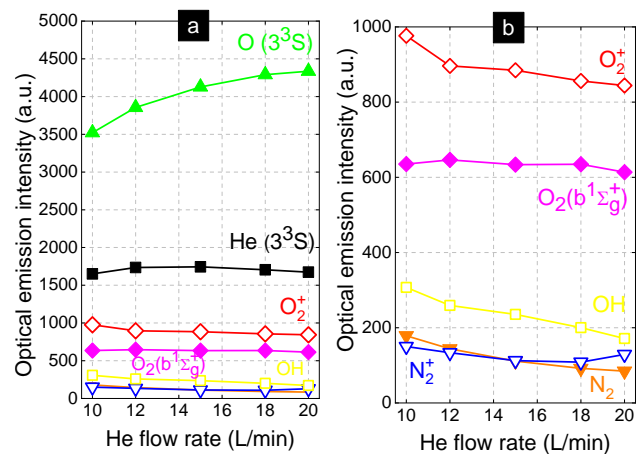 a
O (3³S)
5000
4500
4000
3500
3000
2500
2000
1500
1000
500
0
Optical emission intensity (a.u.)
He (3³S)
O₂⁺
O₂(b¹Σg⁺)
OH
10 12 14 16 18 20
He flow rate (L/min)
b
1000
800
600
400
200
0
Optical emission intensity (a.u.)
O₂⁺
O₂(b¹Σg⁺)
OH
N₂⁺
N₂
10 12 14 16 18 20
He flow rate (L/min)